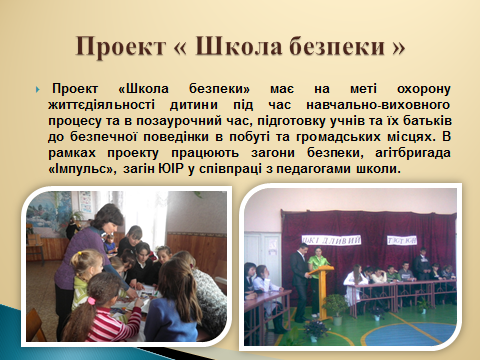 Проект « Школа безпеки »
Проект «Школа безпеки» має на меті охорону
життєдіяльності дитини під час навчально-виховного
процесу та в позаурочний час, підготовку учнів та їх батьків
до безпечної поведінки в побуті та громадських місцях. В
рамках проекту працюють загони безпеки, агітбригада
«Імпульс», загін ЮІР у співпраці з педагогами школи.